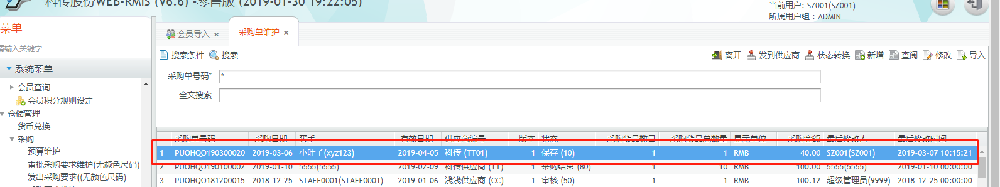 科传股份WEB-RMIS (V6.6) -零售版 (2019-01-30 19:22:05)
当前用户: SZ001(SZ001)
所属用户组：ADMIN
菜单
会员导入 ×
采购单维护 ×
请输入关键字
系统菜单
会员查询
会员积分规则设定
仓储管理
货币兑换
采购
预算维护
审批采购要求维护(无颜色尺码)
发出采购要求((无颜色尺码)
搜索条件 搜索 离开 发到供应商 状态转换 新增 查阅 修改 导入
采购单号码* *
全文搜索
采购单号码 采购日期 买手 有效日期 供应商编号 版本 状态 采购货品数目 采购货品总数量 显示单位 采购金额 最后修改人 最后修改时间
1 PUOHQO190300020 2019-03-06 小叶子(xyz123) 2019-04-05 科传 (TT01) 1 保存 (10) 1 1 RMB 40.00 SZ001(SZ001) 2019-03-07 10:15:21
2 PUOHQO190100002 2019-01-10 5555(5555) 2019-02-09 科传供应商 (TT) 1 采购结束 (80) 1 10 RMB 100.00 5555(5555) 2019-01-10 00:00:00
3 PUOHQO181200015 2018-12-25 STAFF0001(STAFF0001) 2019-01-06 浅浅供应商 (CC) 1 审核 (50) 1 1 RMB 100.12 超级管理员(9999) 2018-12-25 00:00:00